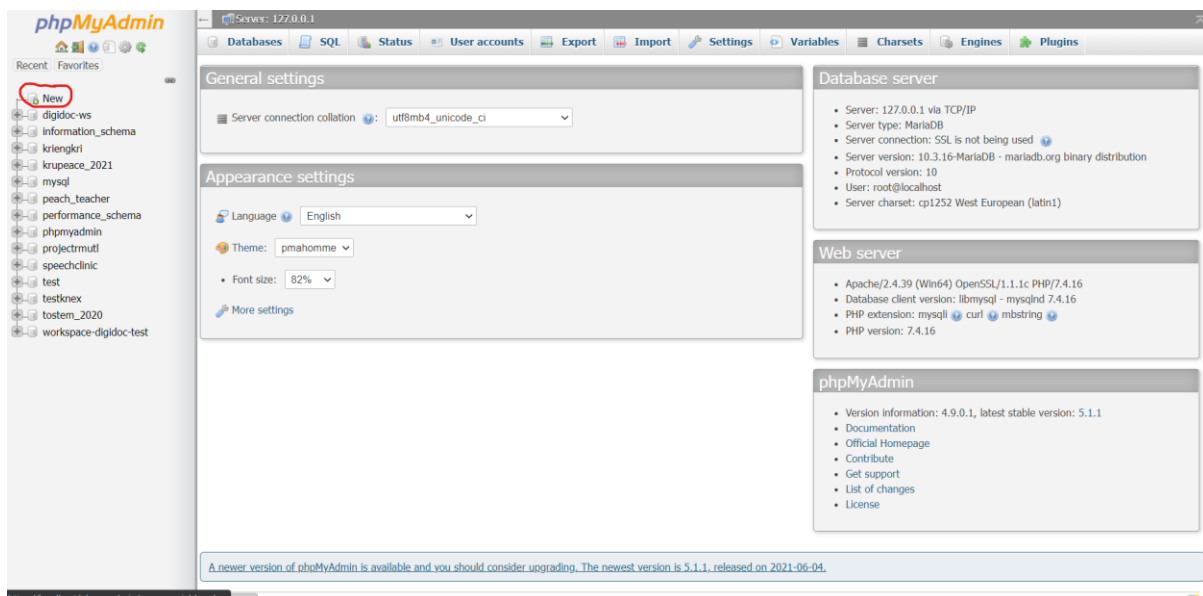 phpMyAdmin
Recent Favorites
New
digidoc-ws
information_schema
kriengkri
krupeace_2021
mysql
peach_teacher
performance_schema
phpmyadmin
projectrmutl
speechclinic
test
testknex
tostem_2020
workspace-digidoc-test
Server: 127.0.0.1
Databases SQL Status User accounts Export Import Settings Variables Charsets Engines Plugins
General settings
Server connection collation : utf8mb4_unicode_ci
Appearance settings
Language English
Theme: pmahomme
Font size: 82%
More settings
Database server
Server: 127.0.0.1 via TCP/IP
Server type: MariaDB
Server connection: SSL is not being used
Server version: 10.3.16-MariaDB - mariadb.org binary distribution
Protocol version: 10
User: root@localhost
Server charset: cp1252 West European (latin1)
Web server
Apache/2.4.39 (Win64) OpenSSL/1.1.1c PHP/7.4.16
Database client version: libmysql - mysqlnd 7.4.16
PHP extension: mysqli curl mbstring
PHP version: 7.4.16
phpMyAdmin
Version information: 4.9.0.1, latest stable version: 5.1.1
Documentation
Official Homepage
Contribute
Get support
List of changes
License
A newer version of phpMyAdmin is available and you should consider upgrading. The newest version is 5.1.1, released on 2021-06-04.